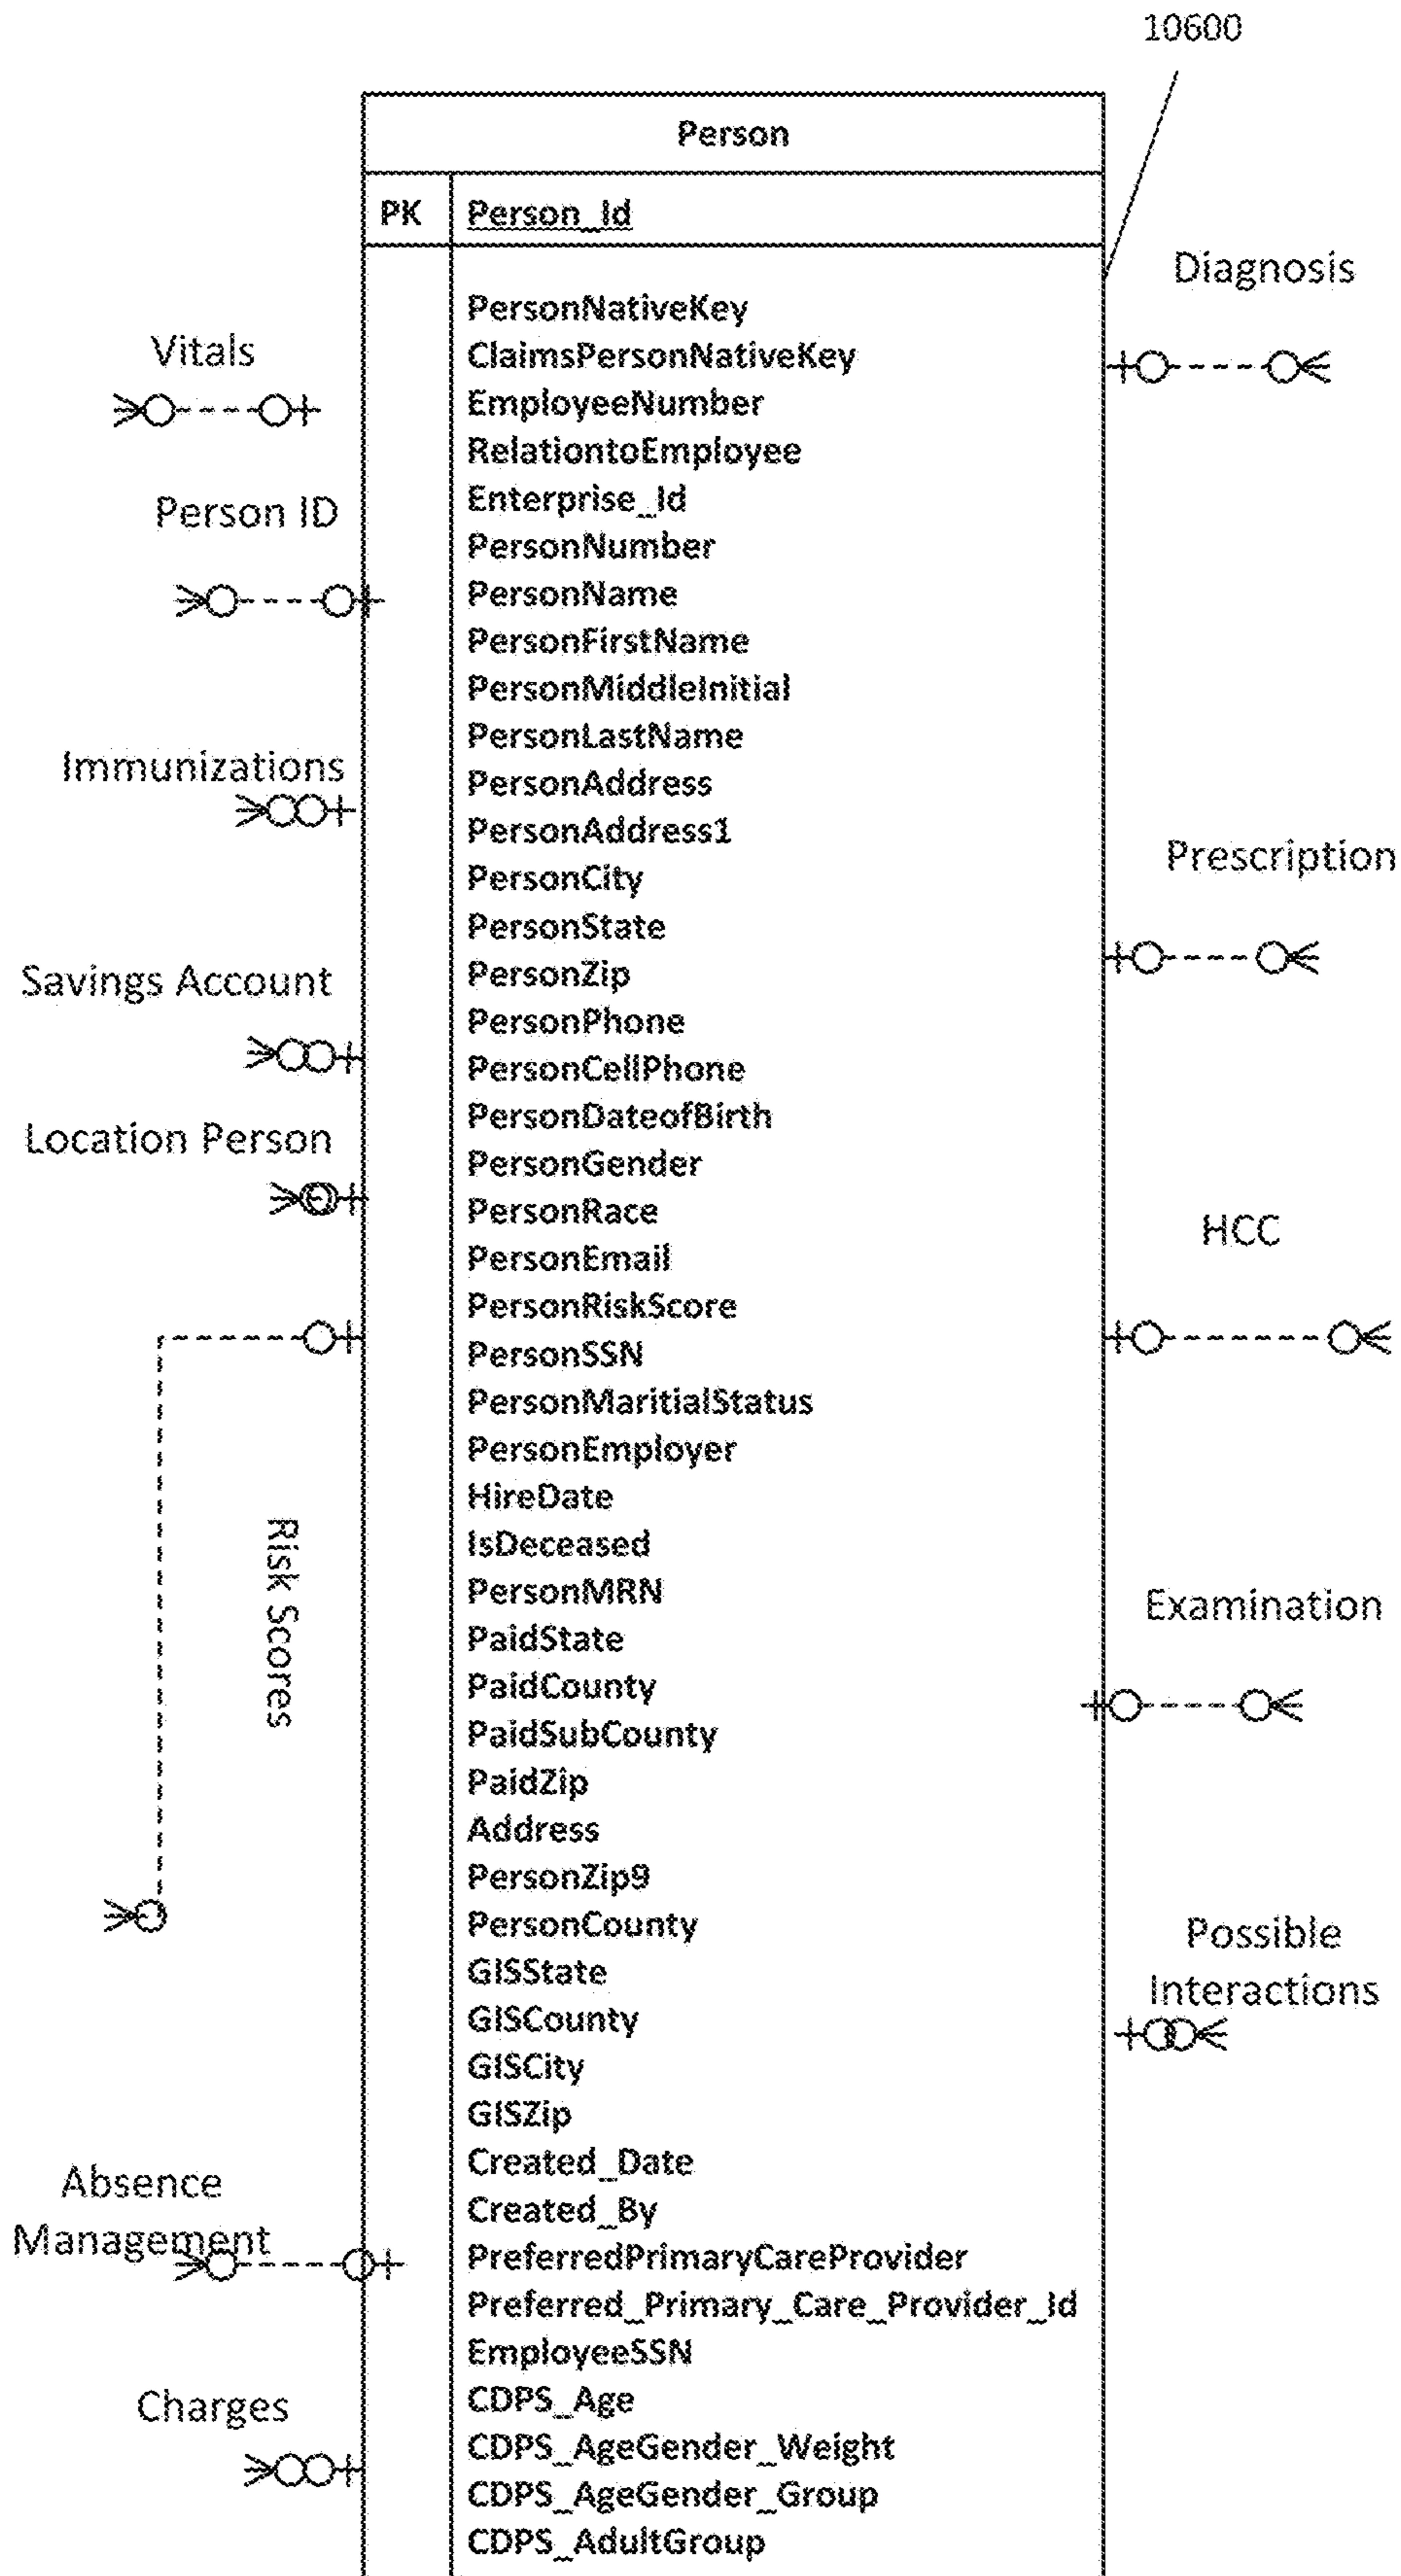 10600
Person
PK Person_Id
PersonNativeKey
ClaimsPersonNativeKey
EmployeeNumber
RelationtoEmployee
Enterprise_Id
PersonNumber
PersonName
PersonFirstName
PersonMiddleInitial
PersonLastName
PersonAddress
PersonAddress1
PersonCity
PersonState
PersonZip
PersonPhone
PersonCellPhone
PersonDateofBirth
PersonGender
PersonRace
PersonEmail
PersonRiskScore
PersonSSN
PersonMaritialStatus
PersonEmployer
HireDate
IsDeceased
PersonMRN
PaidState
PaidCounty
PaidSubCounty
PaidZip
Address
PersonZip9
PersonCounty
GISState
GISCounty
GISCity
GISZip
Created_Date
Created_By
PreferredPrimaryCareProvider
Preferred_Primary_Care_Provider_Id
EmployeeSSN
CDPS_Age
CDPS_AgeGender_Weight
CDPS_AgeGender_Group
CDPS_AdultGroup
Vitals
Person ID
Immunizations
Savings Account
Location Person
Risk Scores
Absence
Management
Charges
Diagnosis
Prescription
HCC
Examination
Possible
Interactions